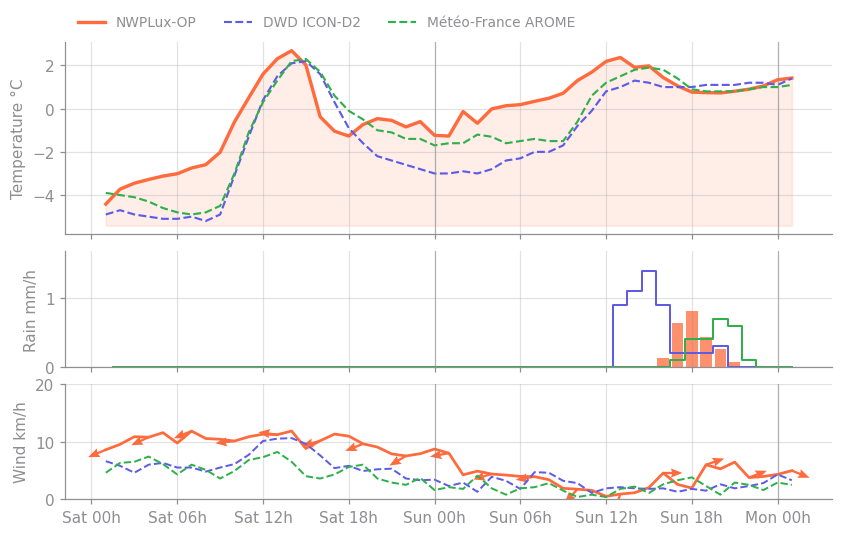 NWPLux-OP DWD ICON-D2 Météo-France AROME
Temperature °C
2
0
−2
−4
Rain mm/h
1
0
Wind km/h
20
10
0
Sat 00h Sat 06h Sat 12h Sat 18h Sun 00h Sun 06h Sun 12h Sun 18h Mon 00h